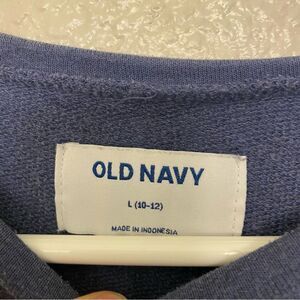 OLD NAVY
L (10-12)
MADE IN INDONESIA